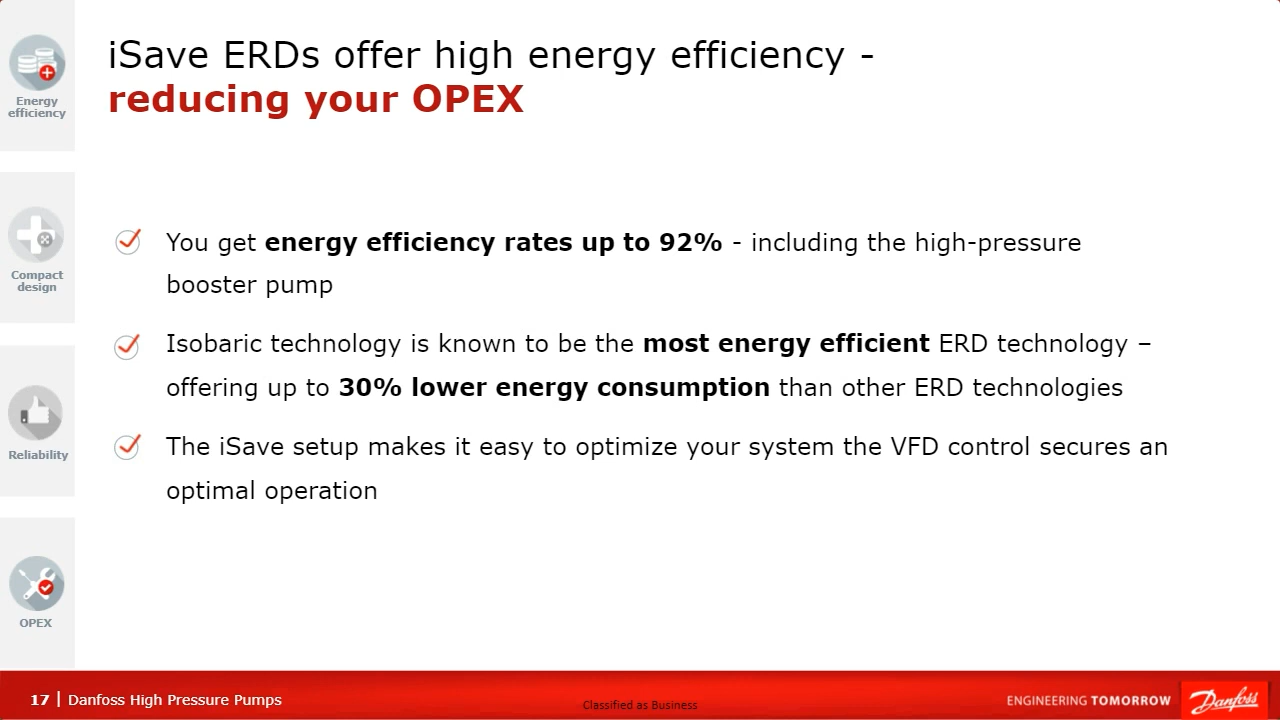 iSave ERDs offer high energy efficiency -
reducing your OPEX
Energy
efficiency
Compact
design
Reliability
OPEX
You get energy efficiency rates up to 92% - including the high-pressure
booster pump
Isobaric technology is known to be the most energy efficient ERD technology –
offering up to 30% lower energy consumption than other ERD technologies
The iSave setup makes it easy to optimize your system the VFD control secures an
optimal operation
17 | Danfoss High Pressure Pumps
Classified as Business
ENGINEERING TOMORROW
Danfoss